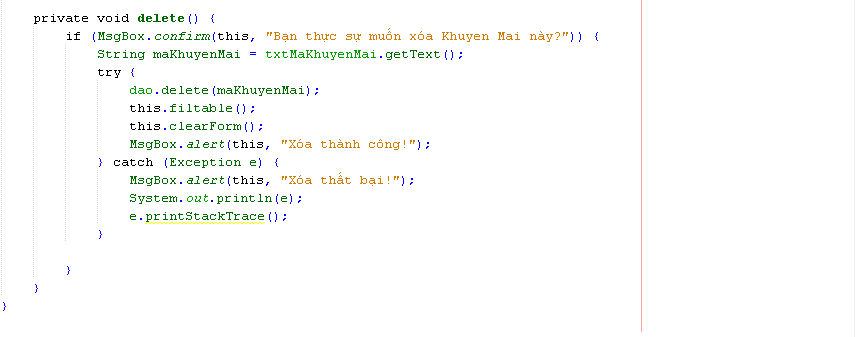 private void delete() {
if (MsgBox.confirm(this, "Bạn thực sự muốn xóa Khuyen Mai này?")) {
String maKhuyenMai = txtMaKhuyenMai.getText();
try {
dao.delete(maKhuyenMai);
this.filtable();
this.clearForm();
MsgBox.alert(this, "Xóa thành công!");
} catch (Exception e) {
MsgBox.alert(this, "Xóa thất bại!");
System.out.println(e);
e.printStackTrace();
}
}
}
}